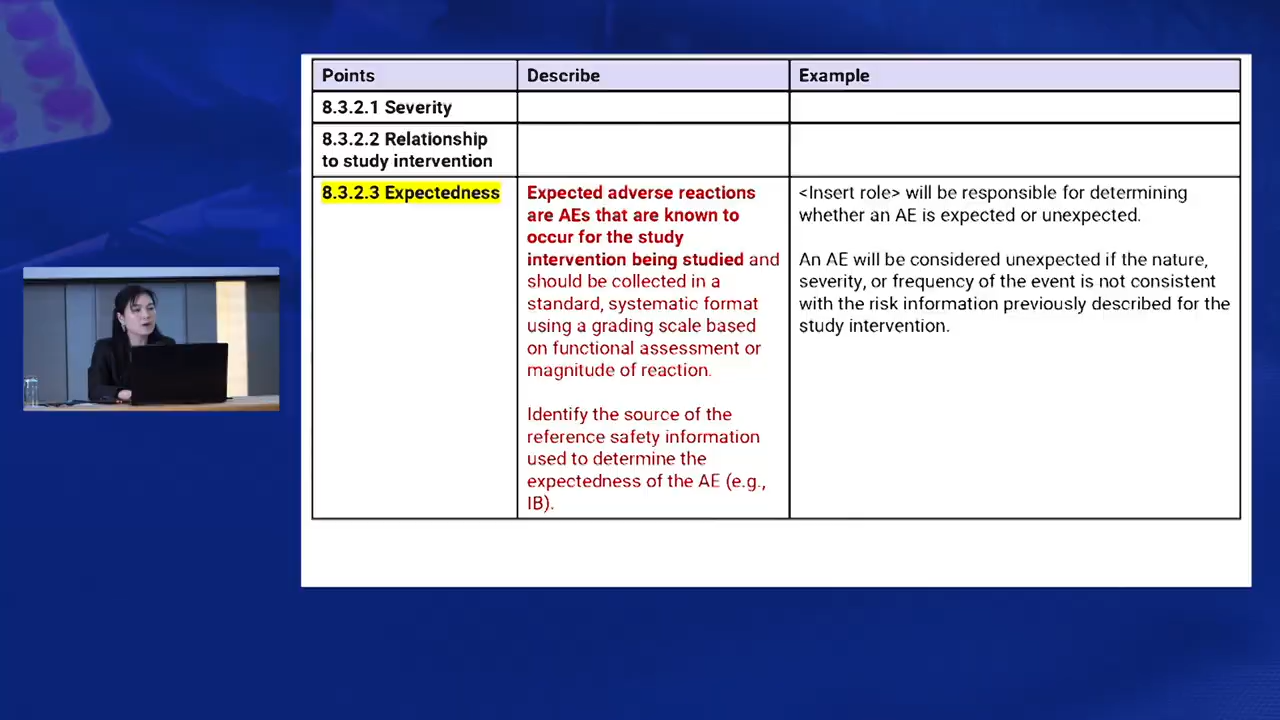 Points
Describe
Example
8.3.2.1 Severity
8.3.2.2 Relationship
to study intervention
8.3.2.3 Expectedness
Expected adverse reactions
are AEs that are known to
occur for the study
intervention being studied and
should be collected in a
standard, systematic format
using a grading scale based
on functional assessment or
magnitude of reaction.
Identify the source of the
reference safety information
used to determine the
expectedness of the AE (e.g.,
IB).
<Insert role> will be responsible for determining
whether an AE is expected or unexpected.
An AE will be considered unexpected if the nature,
severity, or frequency of the event is not consistent
with the risk information previously described for the
study intervention.